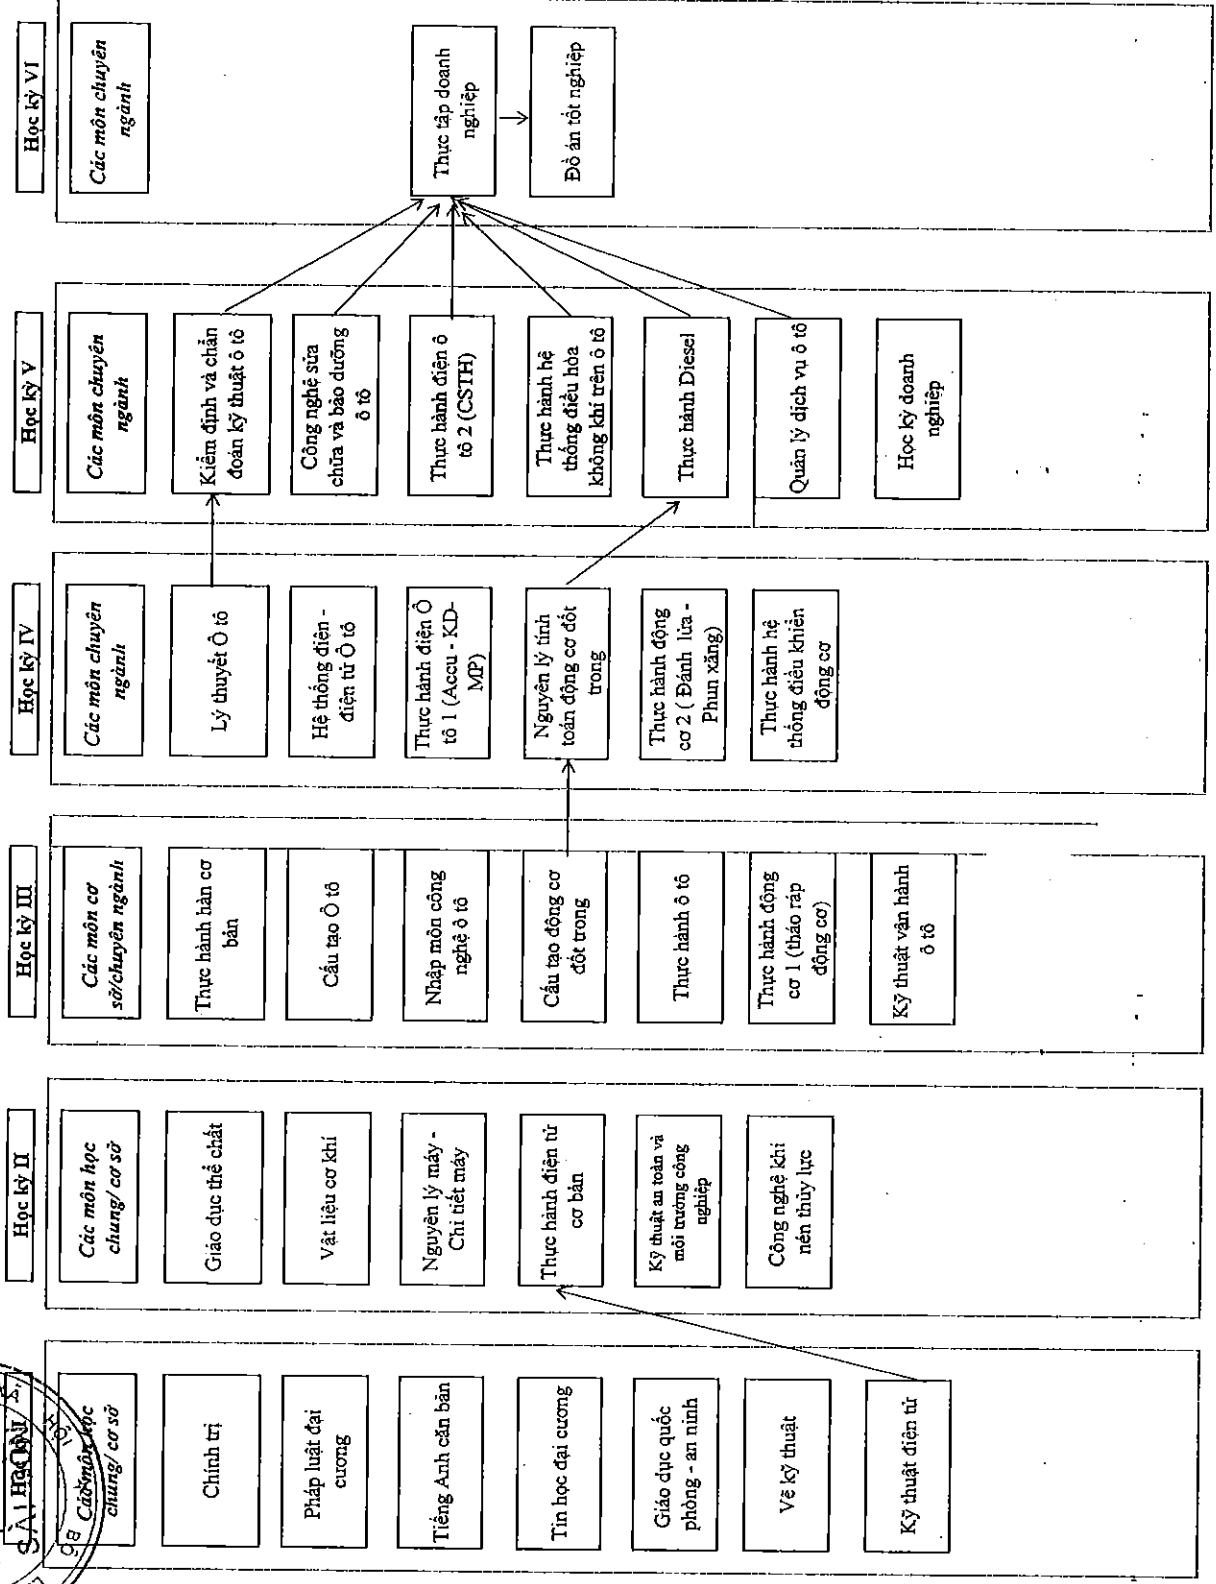 Học kỳ I
Các môn học
chung/ cơ sở
Chính trị
Pháp luật đại
cương
Tiếng Anh căn bản
Tin học đại cương
Giáo dục quốc
phòng - an ninh
Vẽ kỹ thuật
Kỹ thuật điện tử
Học kỳ II
Các môn học
chung/ cơ sở
Giáo dục thể chất
Vật liệu cơ khí
Nguyên lý máy -
Chi tiết máy
Thực hành điện tử
cơ bản
Kỹ thuật an toàn và
môi trường công
nghiệp
Công nghệ khí
nén thủy lực
Học kỳ III
Các môn cơ
sở/chuyên ngành
Thực hành hàn cơ
bản
Cấu tạo Ô tô
Nhập môn công
nghệ ô tô
Cấu tạo động cơ
đốt trong
Thực hành ô tô
Thực hành động
cơ 1 (tháo ráp
động cơ)
Kỹ thuật vận hành
ô tô
Học kỳ IV
Các môn chuyên
ngành
Lý thuyết Ô tô
Hệ thống điện -
điện tử Ô tô
Thực hành điện Ô
tô 1 (Accu - KD-
MP)
Nguyên lý tính
toán động cơ đốt
trong
Thực hành động
cơ 2 ( Đánh lửa -
Phun xăng)
Thực hành hệ
thống điều khiển
động cơ
Học kỳ V
Các môn chuyên
ngành
Kiểm định và chẩn
đoán kỹ thuật ô tô
Công nghệ sửa
chữa và bảo dưỡng
ô tô
Thực hành điện ô
tô 2 (CSTH)
Thực hành hệ
thống điều hòa
không khí trên ô tô
Thực hành Diesel
Quản lý dịch vụ ô tô
Học kỳ doanh
nghiệp
Học kỳ VI
Các môn chuyên
ngành
Thực tập doanh
nghiệp
Đồ án tốt nghiệp